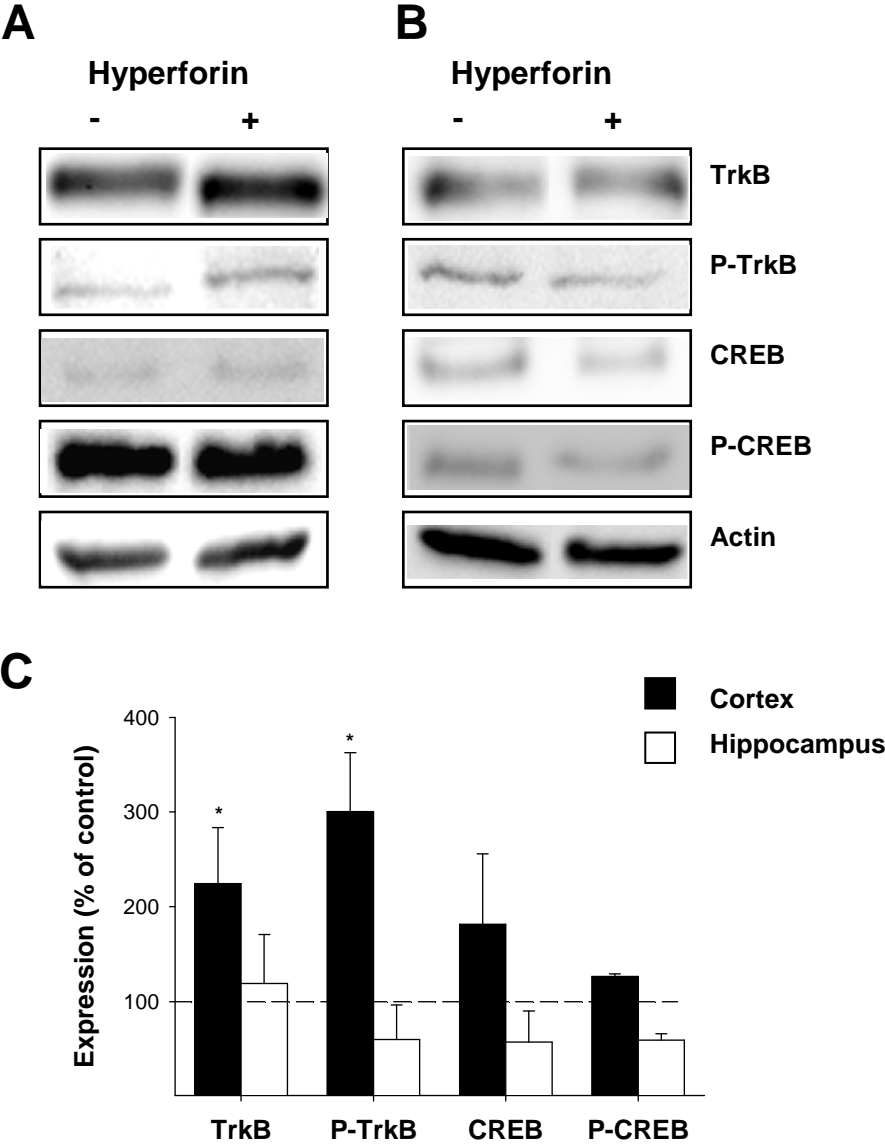 A
B
Hyperforin
Hyperforin
- +
- +
TrkB
P-TrkB
CREB
P-CREB
Actin
C
Cortex
Hippocampus
Expression (% of control)
400
300
200
100
*
*
TrkB P-TrkB CREB P-CREB